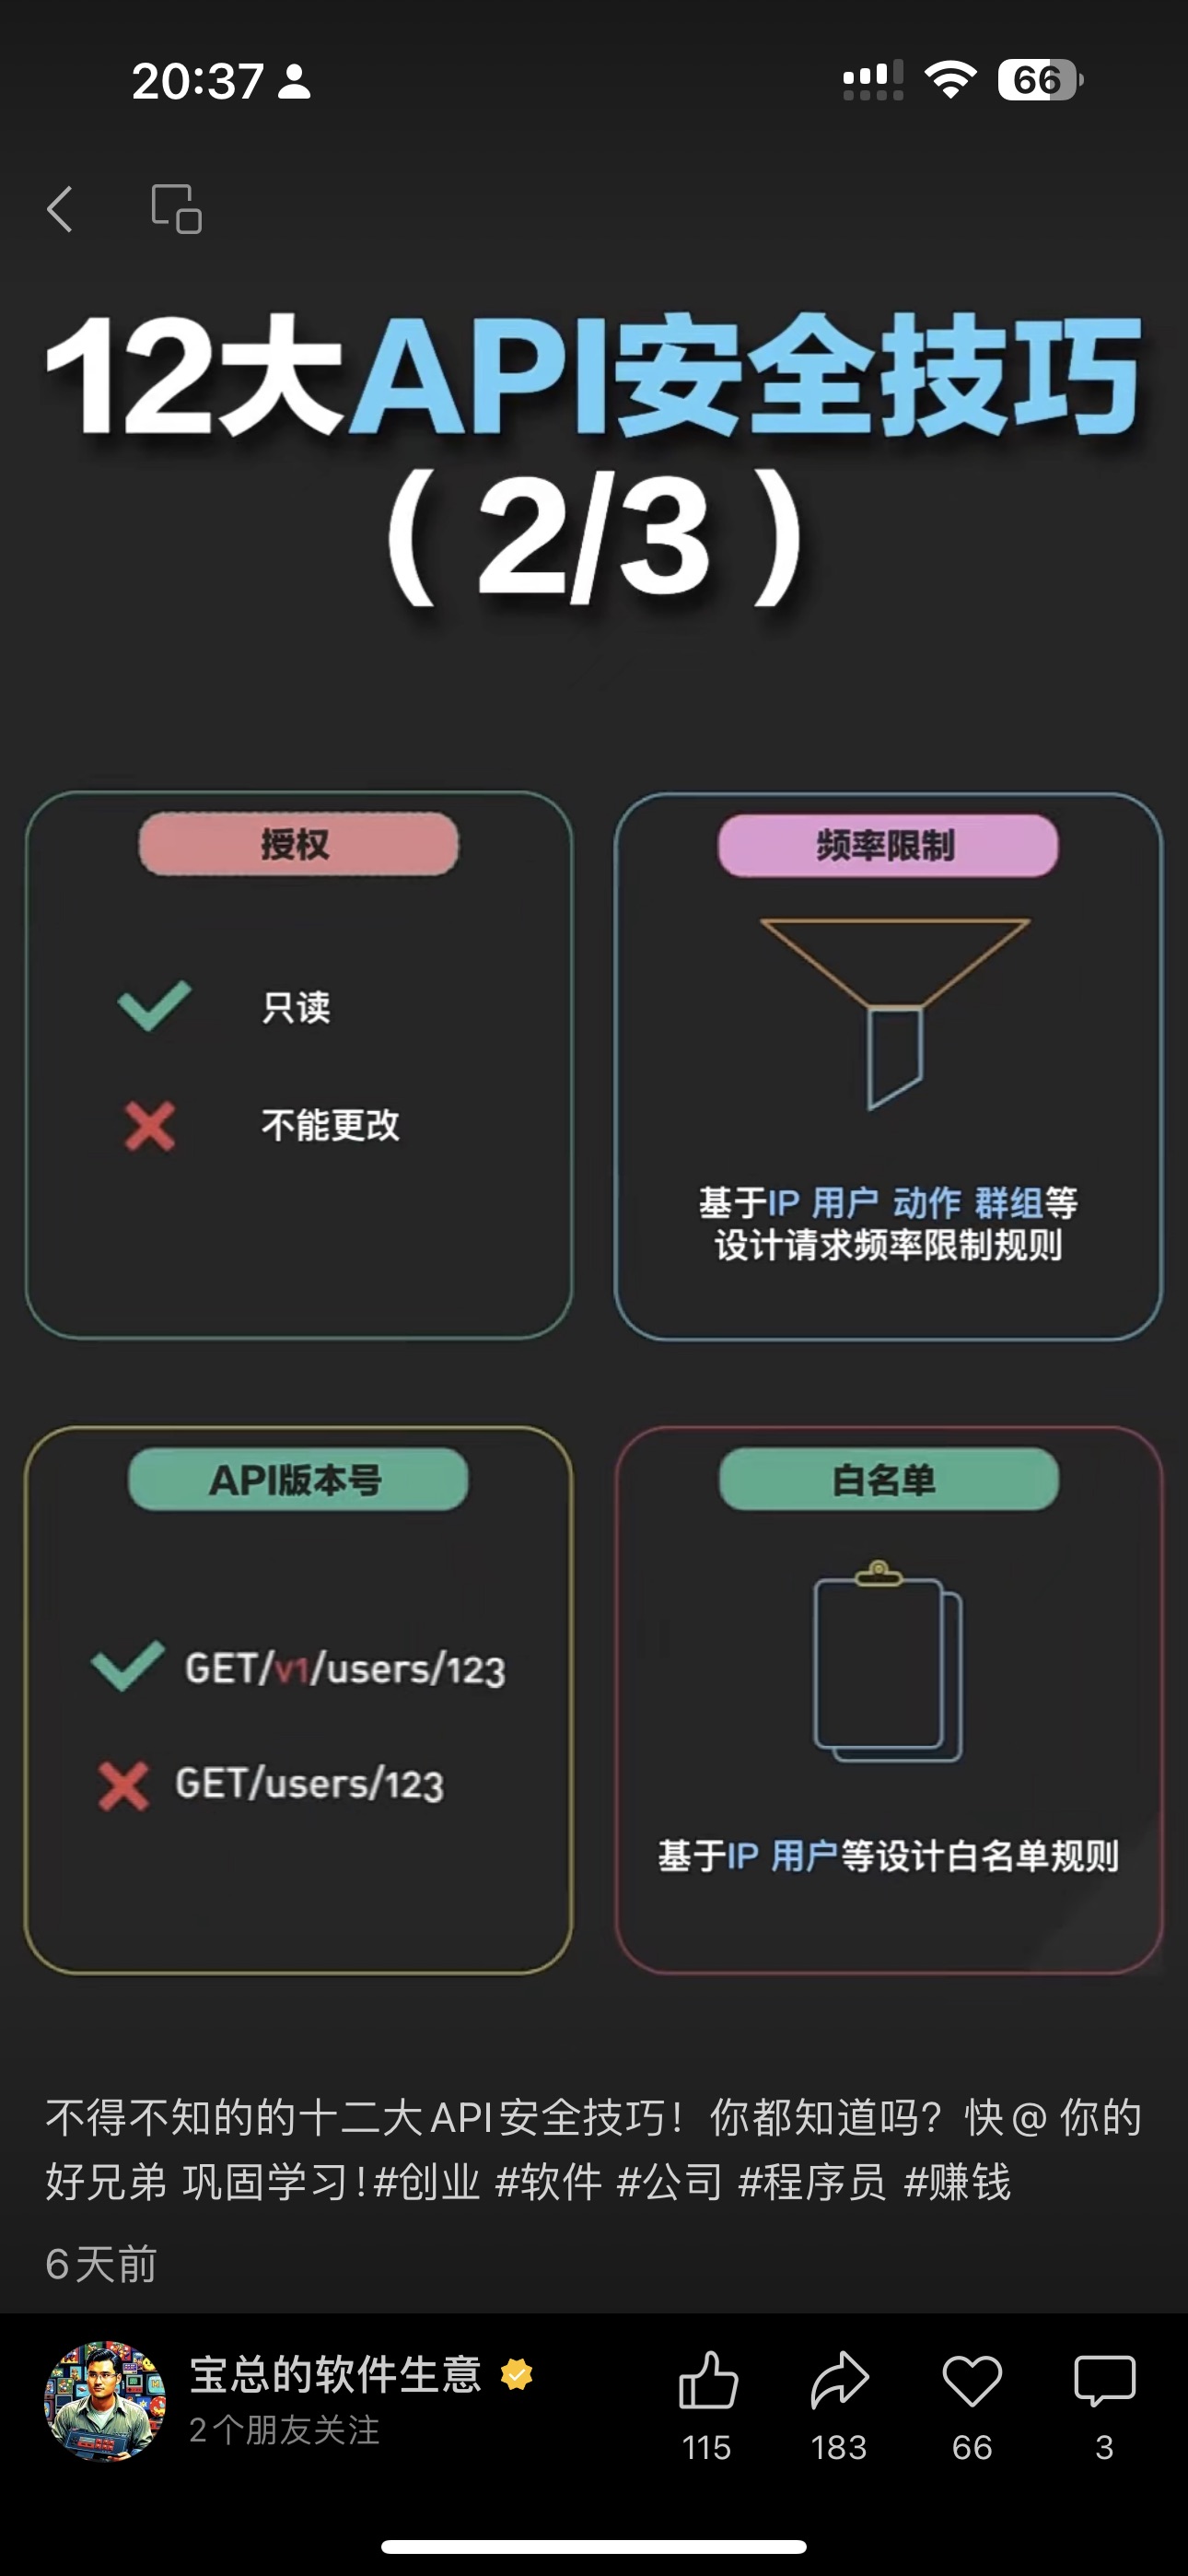 20:37
66
12大API安全技巧
（2/3）
授权
只读
不能更改
频率限制
基于IP 用户 动作 群组等
设计请求频率限制规则
API版本号
GET/v1/users/123
GET/users/123
白名单
基于IP 用户等设计白名单规则
不得不知的的十二大API安全技巧！你都知道吗？快@ 你的
好兄弟 巩固学习!#创业 #软件 #公司 #程序员 #赚钱
6天前
宝总的软件生意
2个朋友关注
115
183
66
3